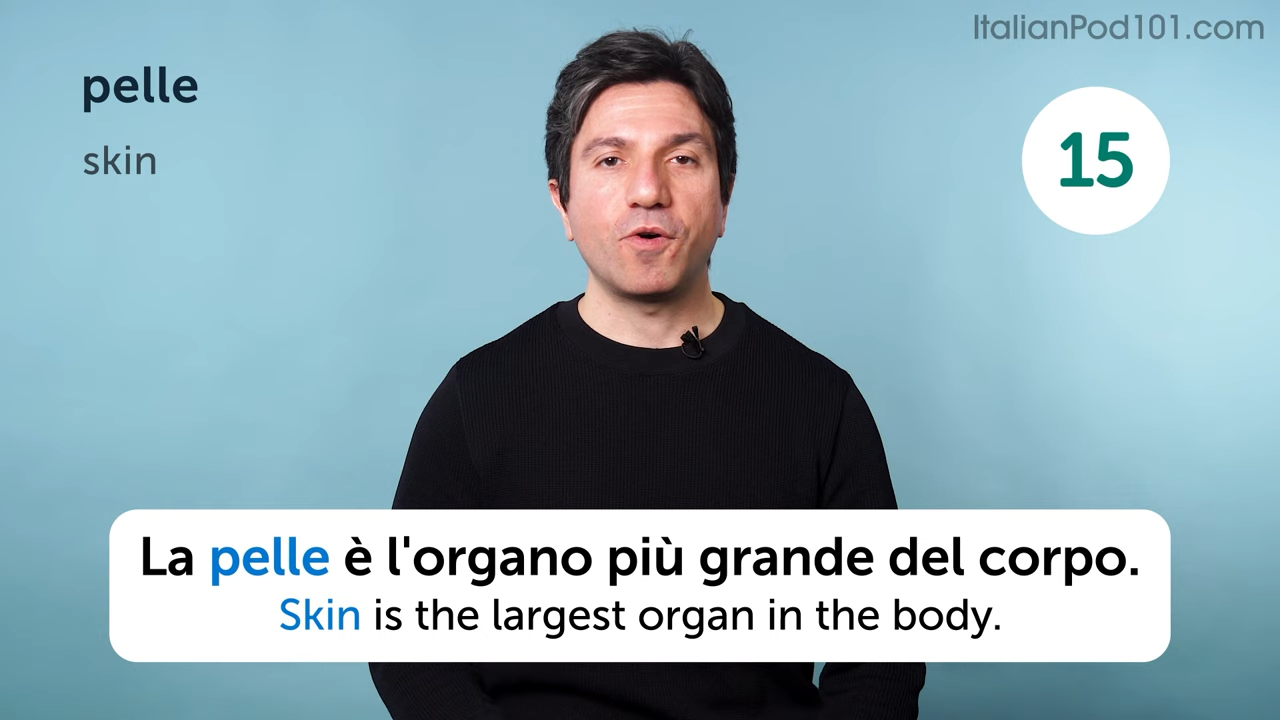 ItalianPod101.com
pelle
skin
15
La pelle è l'organo più grande del corpo.
Skin is the largest organ in the body.